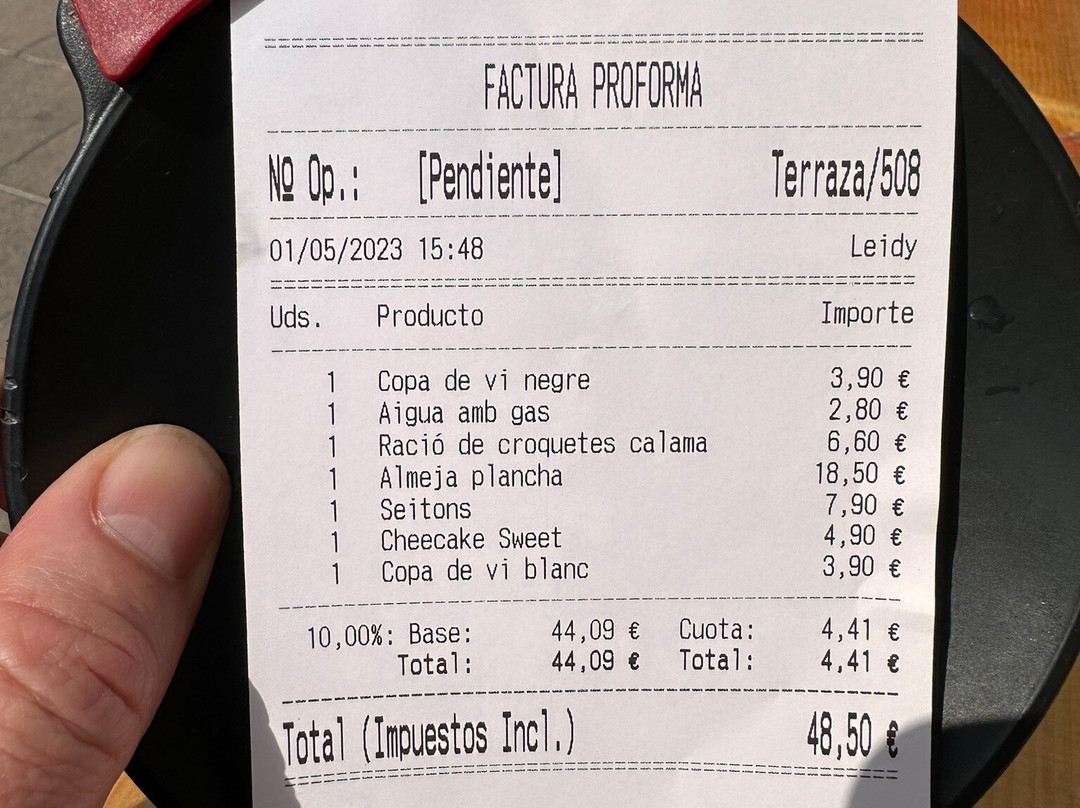 FACTURA PROFORMA
Nº Op.: [Pendiente] Terraza/508
01/05/2023 15:48 Leidy
Uds. Producto Importe
1 Copa de vi negre 3,90 €
1 Aigua amb gas 2,80 €
1 Ració de croquetes calama 6,60 €
1 Almeja plancha 18,50 €
1 Seitons 7,90 €
1 Cheecake Sweet 4,90 €
1 Copa de vi blanc 3,90 €
10,00%: Base: 44,09 € Cuota: 4,41 €
Total: 44,09 € Total: 4,41 €
Total (Impuestos Incl.) 48,50 €